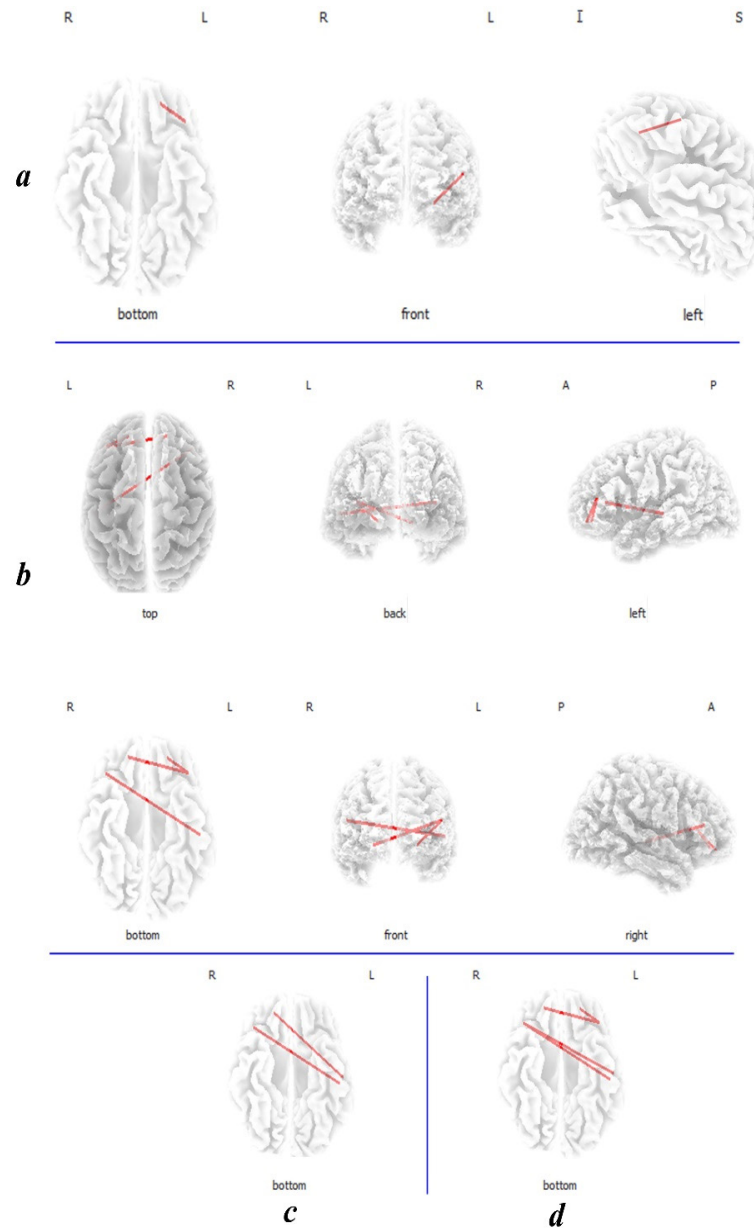 R L R L I S
a
bottom front left
L R L R A P
b
top back left
R L R L P A
bottom front right
R L R L
bottom bottom
c d